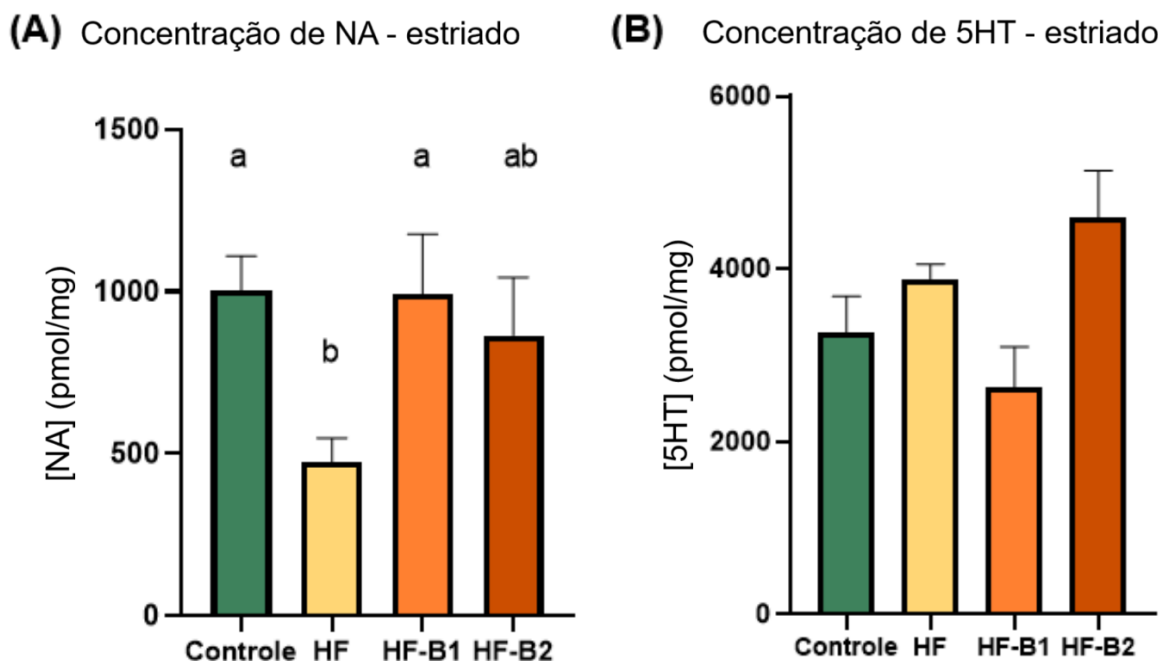 (A) Concentração de NA - estriado
[NA] (pmol/mg)
1500
1000
500
0
a
b
a
ab
Controle HF HF-B1 HF-B2
(B) Concentração de 5HT - estriado
[5HT] (pmol/mg)
6000
4000
2000
0
Controle HF HF-B1 HF-B2